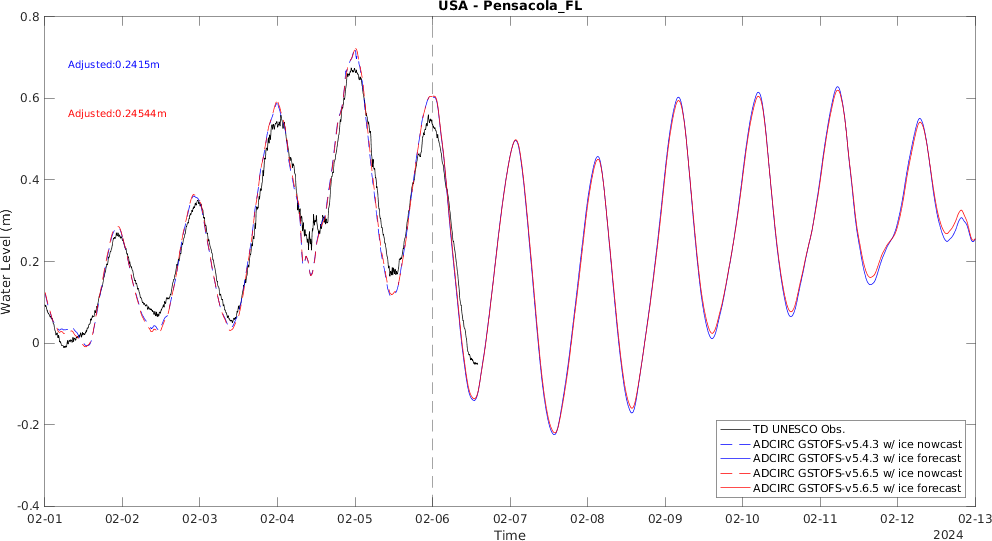 USA - Pensacola_FL
0.8
Adjusted:0.2415m
0.6
Adjusted:0.24544m
0.4
Water Level (m)
0.2
0
-0.2
TD UNESCO Obs.
ADCIRC GSTOFS-v5.4.3 w/ ice nowcast
ADCIRC GSTOFS-v5.4.3 w/ ice forecast
ADCIRC GSTOFS-v5.6.5 w/ ice nowcast
ADCIRC GSTOFS-v5.6.5 w/ ice forecast
-0.4
02-01 02-02 02-03 02-04 02-05 02-06 02-07 02-08 02-09 02-10 02-11 02-12 02-13
Time
2024